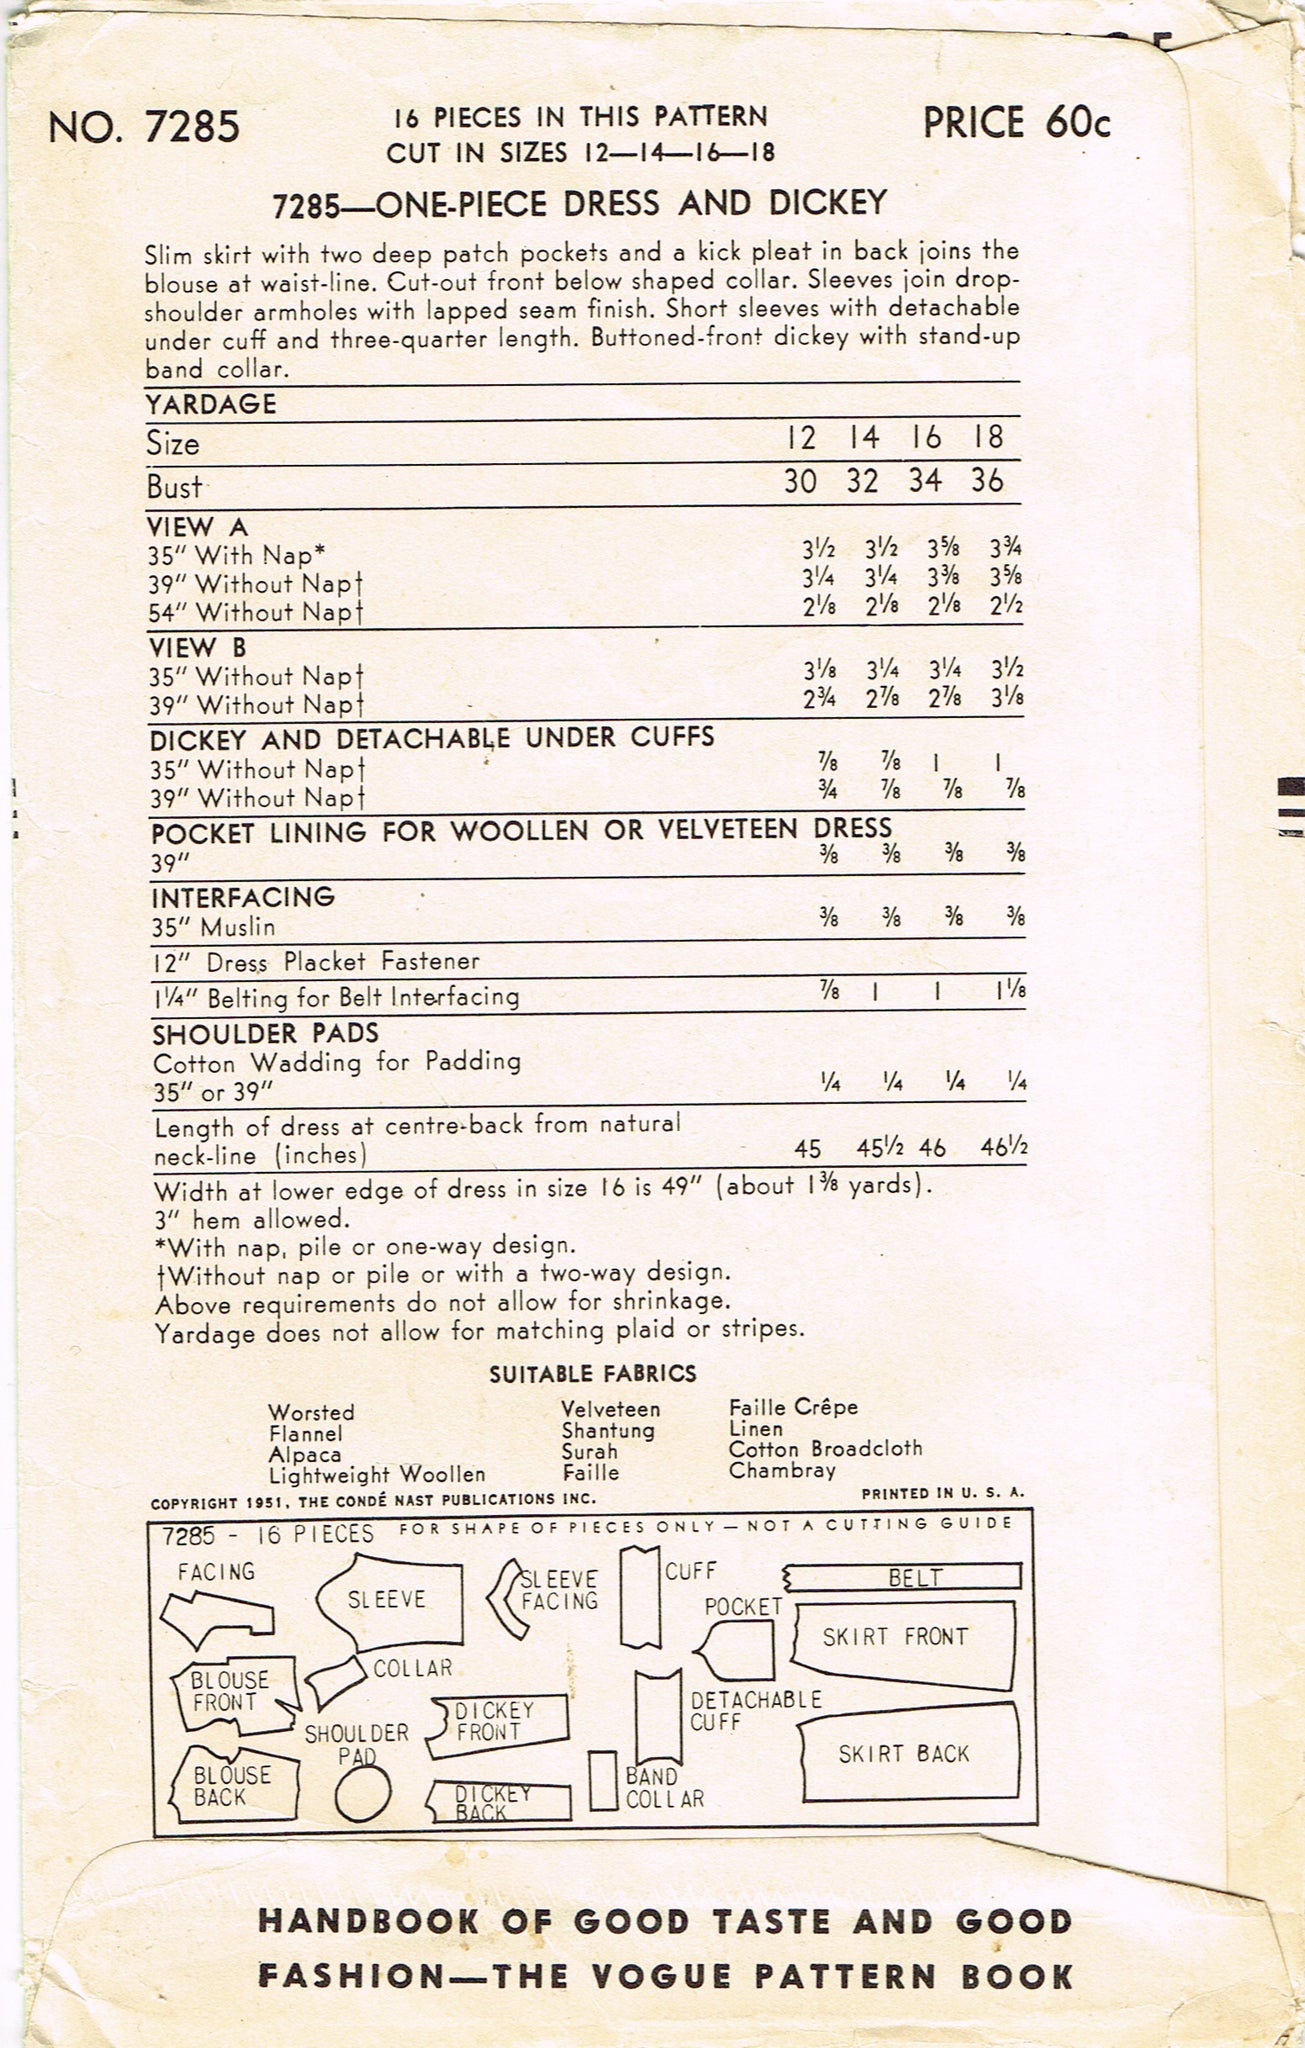 NO. 7285
16 PIECES IN THIS PATTERN
CUT IN SIZES 12—14—16—18
PRICE 60c
7285—ONE-PIECE DRESS AND DICKEY
Slim skirt with two deep patch pockets and a kick pleat in back joins the
blouse at waist-line. Cut-out front below shaped collar. Sleeves join drop-
shoulder armholes with lapped seam finish. Short sleeves with detachable
under cuff and three-quarter length. Buttoned-front dickey with stand-up
band collar.
YARDAGE
Size 12 14 16 18
Bust 30 32 34 36
VIEW A
35" With Nap* 3½ 3½ 3⅝ 3¾
39" Without Nap† 3¼ 3¼ 3⅜ 3⅝
54" Without Nap† 2⅛ 2⅛ 2⅛ 2½
VIEW B
35" Without Nap† 3⅛ 3¼ 3¼ 3½
39" Without Nap† 2¾ 2⅞ 2⅞ 3⅛
DICKEY AND DETACHABLE UNDER CUFFS
35" Without Nap† ⅞ ⅞ 1 1
39" Without Nap† ¾ ⅞ ⅞ ⅞
POCKET LINING FOR WOOLLEN OR VELVETEEN DRESS
39" ⅜ ⅜ ⅜ ⅜
INTERFACING
35" Muslin ⅜ ⅜ ⅜ ⅜
12" Dress Placket Fastener
1¼" Belting for Belt Interfacing ⅞ 1 1 1⅛
SHOULDER PADS
Cotton Wadding for Padding
35" or 39" ¼ ¼ ¼ ¼
Length of dress at centre-back from natural
neck-line (inches) 45 45½ 46 46½
Width at lower edge of dress in size 16 is 49" (about 1⅜ yards).
3" hem allowed.
*With nap, pile or one-way design.
†Without nap or pile or with a two-way design.
Above requirements do not allow for shrinkage.
Yardage does not allow for matching plaid or stripes.
SUITABLE FABRICS
Worsted Velveteen Faille Crêpe
Flannel Shantung Linen
Alpaca Surah Cotton Broadcloth
Lightweight Woollen Faille Chambray
COPYRIGHT 1951, THE CONDÉ NAST PUBLICATIONS INC. PRINTED IN U. S. A.
7285 - 16 PIECES FOR SHAPE OF PIECES ONLY — NOT A CUTTING GUIDE
FACING
SLEEVE
SLEEVE
FACING
CUFF
BELT
POCKET
SKIRT FRONT
BLOUSE
FRONT
COLLAR
DICKEY
FRONT
DETACHABLE
CUFF
SHOULDER
PAD
SKIRT BACK
BLOUSE
BACK
DICKEY
BACK
BAND
COLLAR
HANDBOOK OF GOOD TASTE AND GOOD
FASHION—THE VOGUE PATTERN BOOK